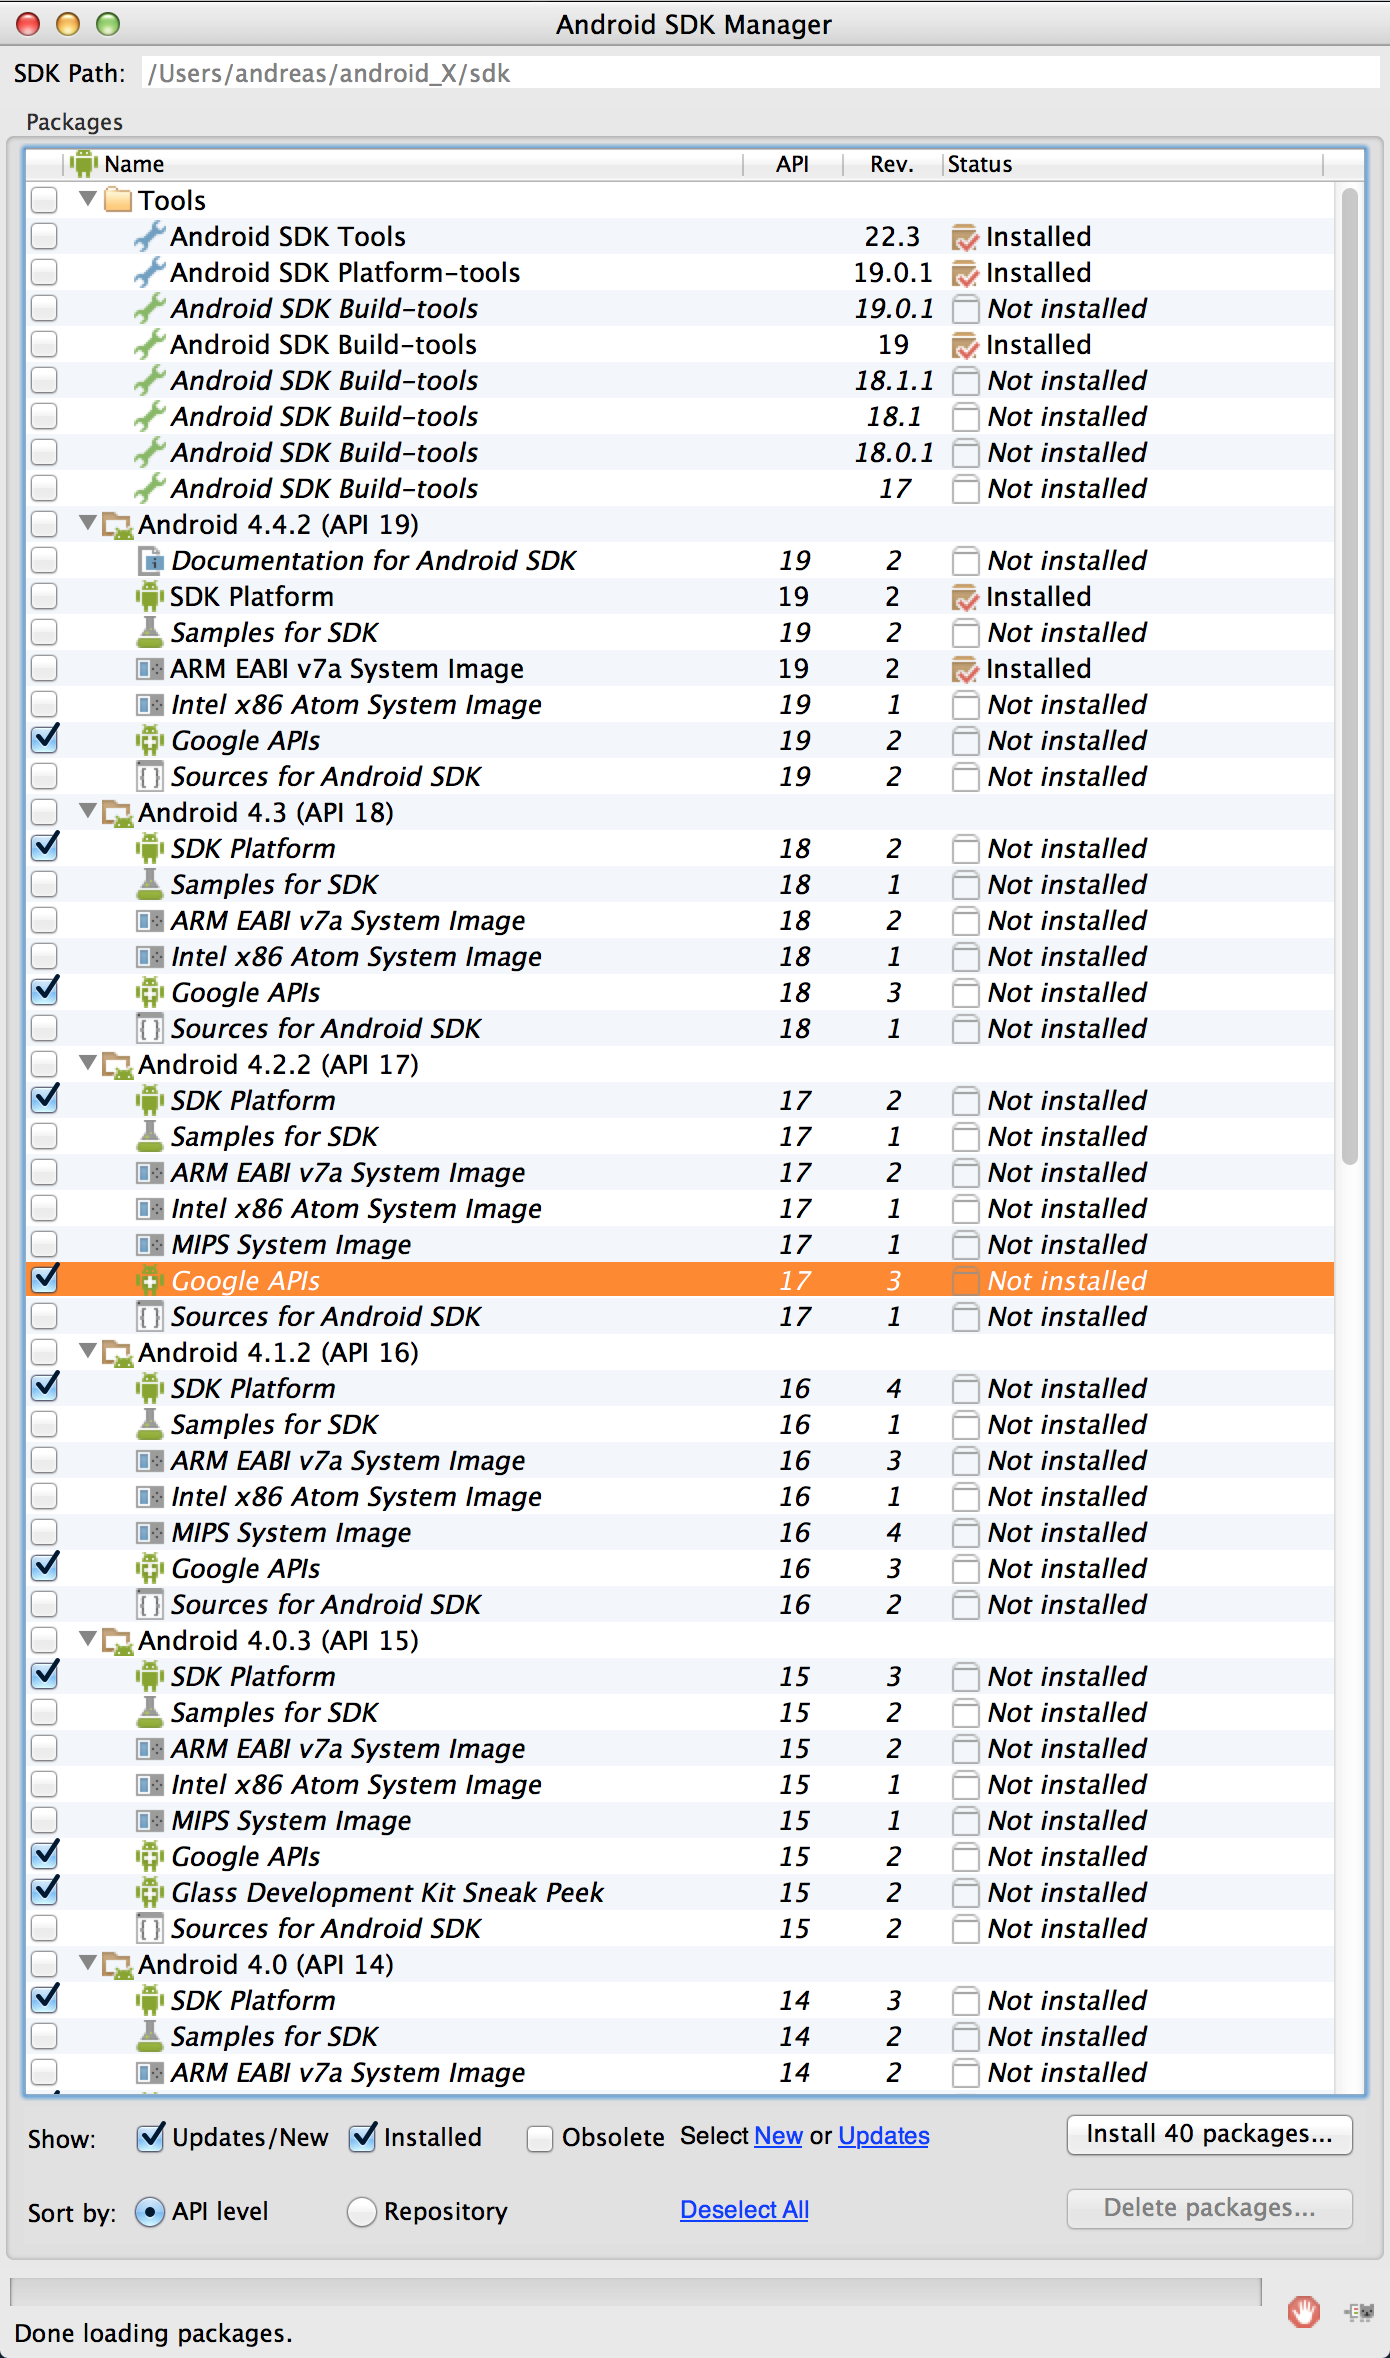 Android SDK Manager
SDK Path: /Users/andreas/android_X/sdk
Packages
Name API Rev. Status
Tools
Android SDK Tools 22.3 Installed
Android SDK Platform-tools 19.0.1 Installed
Android SDK Build-tools 19.0.1 Not installed
Android SDK Build-tools 19 Installed
Android SDK Build-tools 18.1.1 Not installed
Android SDK Build-tools 18.1 Not installed
Android SDK Build-tools 18.0.1 Not installed
Android SDK Build-tools 17 Not installed
Android 4.4.2 (API 19)
Documentation for Android SDK 19 2 Not installed
SDK Platform 19 2 Installed
Samples for SDK 19 2 Not installed
ARM EABI v7a System Image 19 2 Installed
Intel x86 Atom System Image 19 1 Not installed
Google APIs 19 2 Not installed
Sources for Android SDK 19 2 Not installed
Android 4.3 (API 18)
SDK Platform 18 2 Not installed
Samples for SDK 18 1 Not installed
ARM EABI v7a System Image 18 2 Not installed
Intel x86 Atom System Image 18 1 Not installed
Google APIs 18 3 Not installed
Sources for Android SDK 18 1 Not installed
Android 4.2.2 (API 17)
SDK Platform 17 2 Not installed
Samples for SDK 17 1 Not installed
ARM EABI v7a System Image 17 2 Not installed
Intel x86 Atom System Image 17 1 Not installed
MIPS System Image 17 1 Not installed
Google APIs 17 3 Not installed
Sources for Android SDK 17 1 Not installed
Android 4.1.2 (API 16)
SDK Platform 16 4 Not installed
Samples for SDK 16 1 Not installed
ARM EABI v7a System Image 16 3 Not installed
Intel x86 Atom System Image 16 1 Not installed
MIPS System Image 16 4 Not installed
Google APIs 16 3 Not installed
Sources for Android SDK 16 2 Not installed
Android 4.0.3 (API 15)
SDK Platform 15 3 Not installed
Samples for SDK 15 2 Not installed
ARM EABI v7a System Image 15 2 Not installed
Intel x86 Atom System Image 15 1 Not installed
MIPS System Image 15 1 Not installed
Google APIs 15 2 Not installed
Glass Development Kit Sneak Peek 15 2 Not installed
Sources for Android SDK 15 2 Not installed
Android 4.0 (API 14)
SDK Platform 14 3 Not installed
Samples for SDK 14 2 Not installed
ARM EABI v7a System Image 14 2 Not installed
Show: Updates/New Installed Obsolete Select New or Updates Install 40 packages...
Sort by: API level Repository Deselect All Delete packages...
Done loading packages.